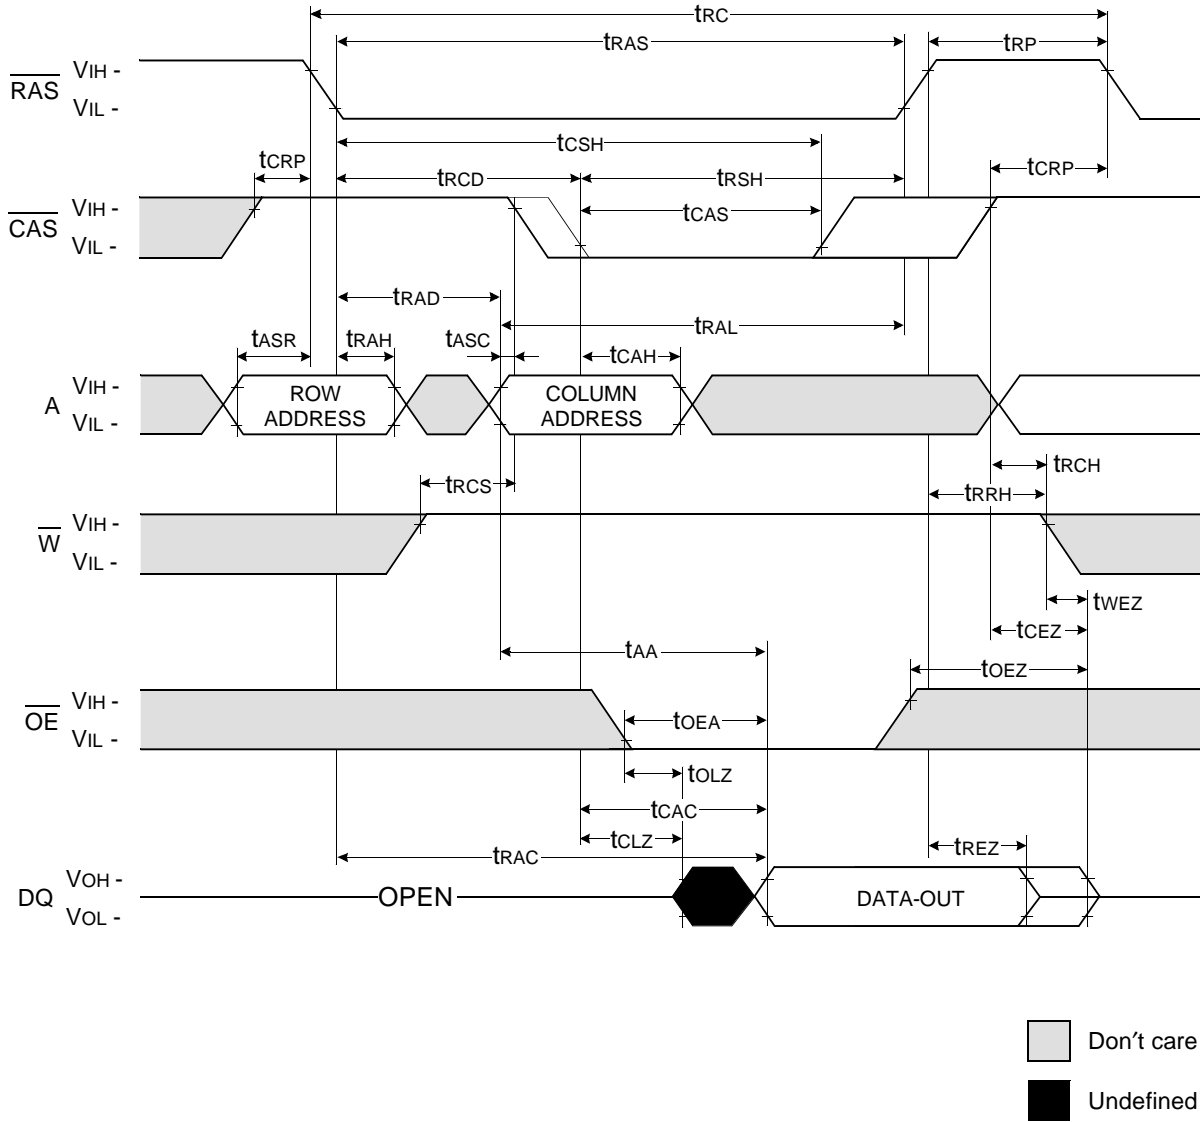 tRC
tRAS
tRP
RAS
VIH -
VIL -
tCSH
tCRP
tRCD
tRSH
tCRP
CAS
VIH -
VIL -
tCAS
tRAD
tRAL
tASR
tRAH
tASC
tCAH
A
VIH -
VIL -
ROW
ADDRESS
COLUMN
ADDRESS
tRCH
tRCS
tRRH
W
VIH -
VIL -
tWEZ
tCEZ
tAA
tOEZ
OE
VIH -
VIL -
tOEA
tOLZ
tCAC
tCLZ
tREZ
tRAC
DQ
VOH -
VOL -
OPEN
DATA-OUT
Don′t care
Undefined